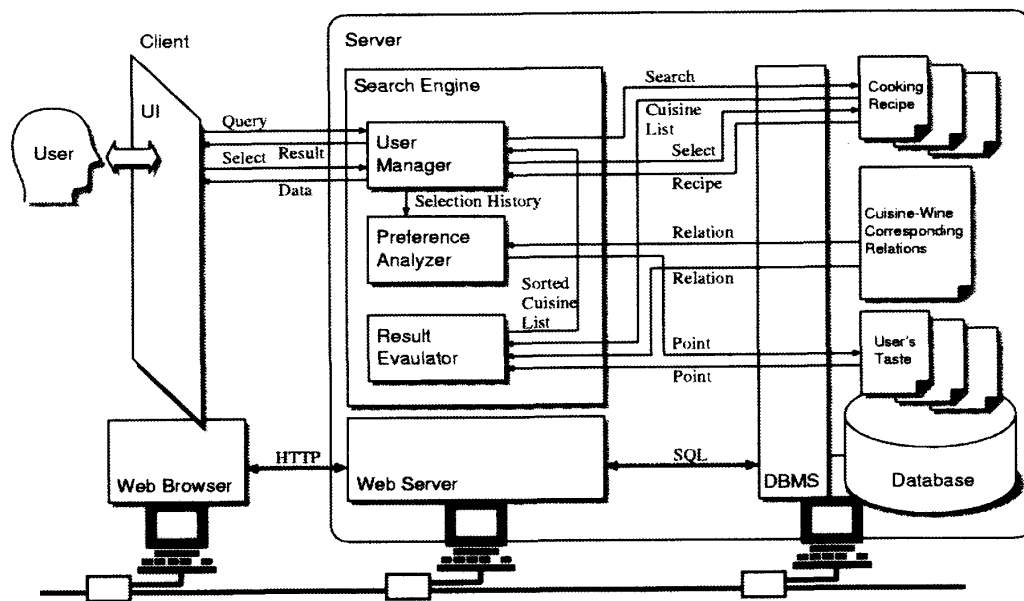 Client
Server
UI
User
Query
Result
Select
Data
Search Engine
User
Manager
Selection History
Preference
Analyzer
Sorted
Cuisine
List
Result
Evaulator
Search
Cuisine
List
Select
Recipe
Relation
Relation
Point
Point
Cooking
Recipe
Cuisine-Wine
Corresponding
Relations
User's
Taste
Web Browser
HTTP
Web Server
SQL
DBMS
Database